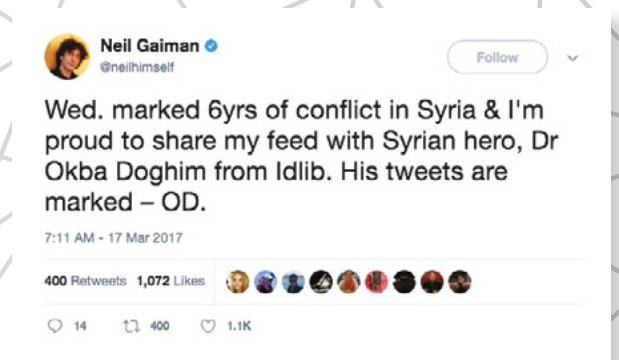 Neil Gaiman
@neilhimself
Follow
Wed. marked 6yrs of conflict in Syria & I'm
proud to share my feed with Syrian hero, Dr
Okba Doghim from Idlib. His tweets are
marked – OD.
7:11 AM - 17 Mar 2017
400 Retweets 1,072 Likes
14 400 1.1K